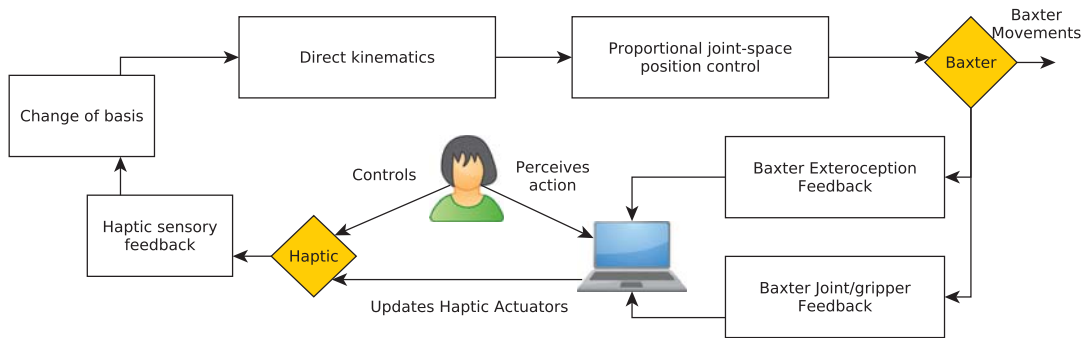 Baxter
Movements
Direct kinematics
Proportional joint-space
position control
Baxter
Change of basis
Controls
Perceives
action
Baxter Exteroception
Feedback
Haptic sensory
feedback
Haptic
Baxter Joint/gripper
Feedback
Updates Haptic Actuators